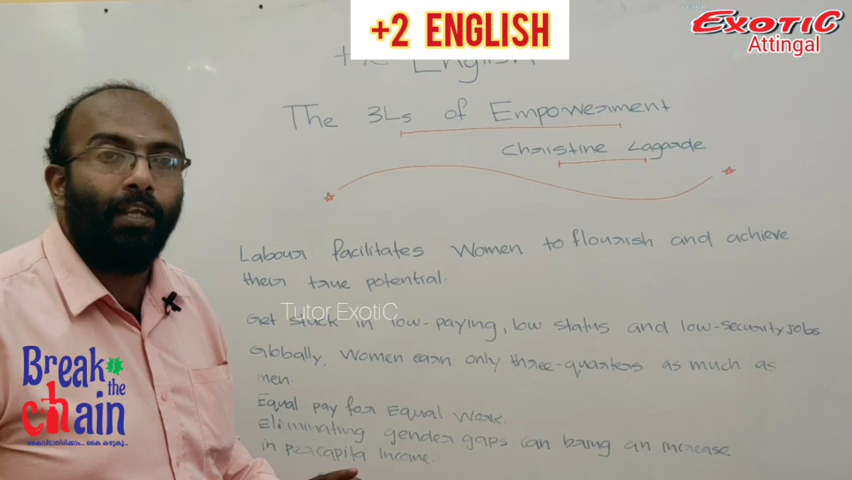 +2 ENGLISH
EXOTIC
Attingal
+2 English
The 3Ls of Empowerment
Christine Lagarde
Labour facilitates Women to flourish and achieve
their true potential.
Tutor ExotiC
Get stuck in low-paying, low status and low-security jobs.
Globally, Women earn only three-quarters as much as
men.
Equal pay for Equal Work.
Eliminating gender gaps can bring an increase
in percapita Income.
Break
the
chain
കൈവിടാതിരിക്കാം... കൈ കഴുകൂ...